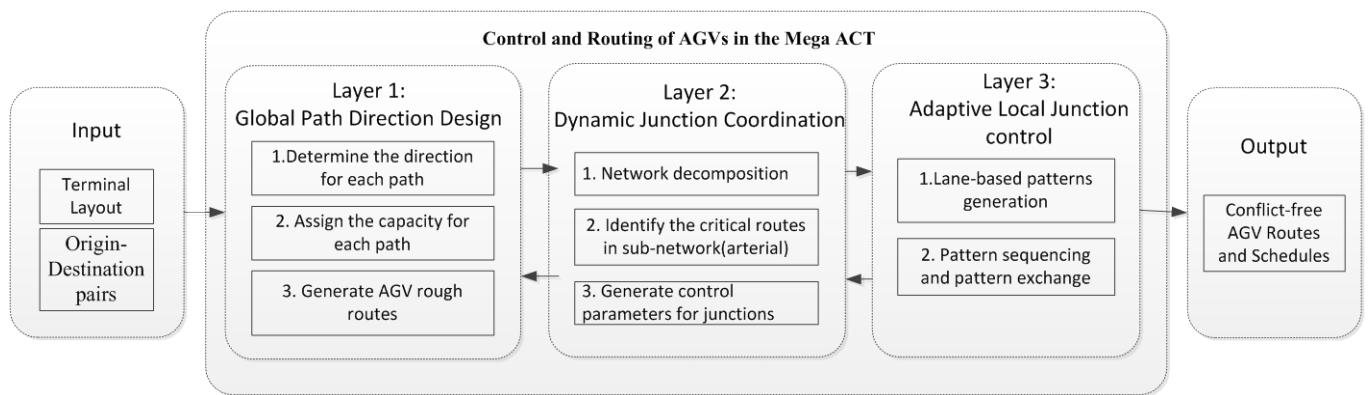 Control and Routing of AGVs in the Mega ACT
Input
Terminal
Layout
Origin-
Destination
pairs
Layer 1:
Global Path Direction Design
1.Determine the direction
for each path
2. Assign the capacity for
each path
3. Generate AGV rough
routes
Layer 2:
Dynamic Junction Coordination
1. Network decomposition
2. Identify the critical routes
in sub-network(arterial)
3. Generate control
parameters for junctions
Layer 3:
Adaptive Local Junction
control
1.Lane-based patterns
generation
2. Pattern sequencing
and pattern exchange
Output
Conflict-free
AGV Routes
and Schedules